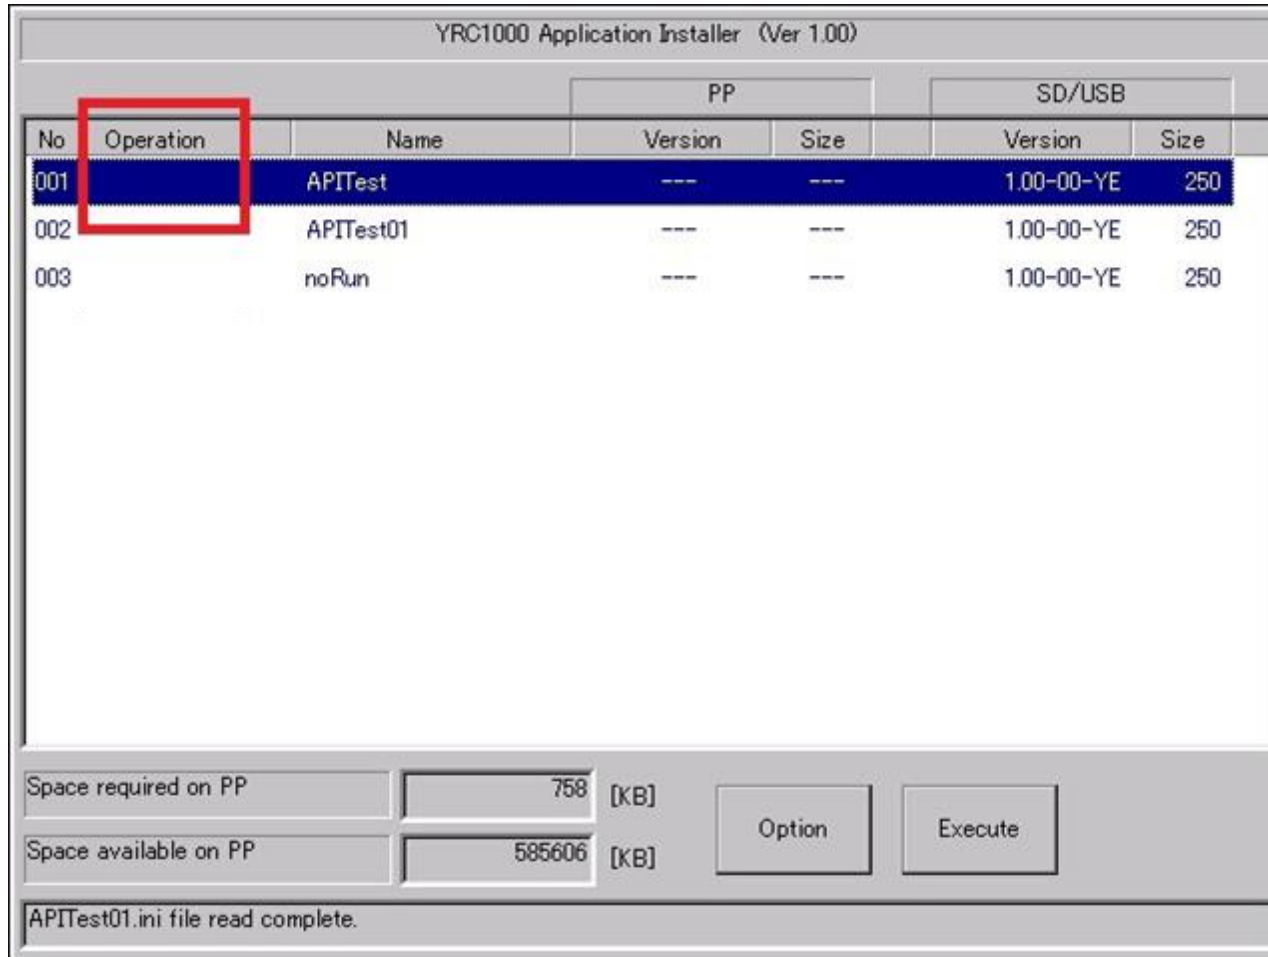 YRC1000 Application Installer (Ver 1.00)
PP SD/USB
No Operation Name Version Size Version Size
001 APITest --- --- 1.00-00-YE 250
002 APITest01 --- --- 1.00-00-YE 250
003 noRun --- --- 1.00-00-YE 250
Space required on PP 758 [KB]
Option Execute
Space available on PP 585606 [KB]
APITest01.ini file read complete.